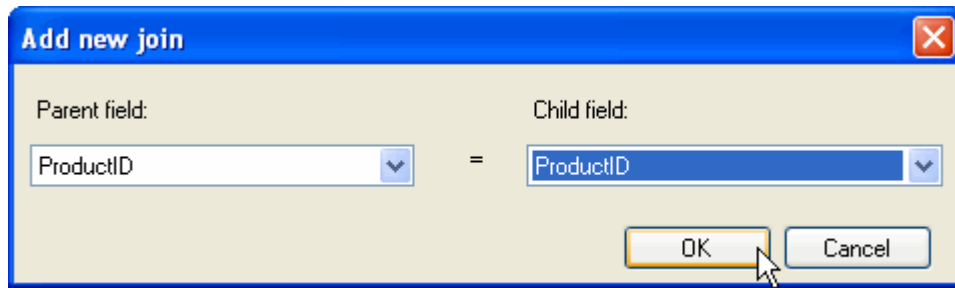 Add new join
Parent field:
Child field:
ProductID
=
ProductID
OK
Cancel